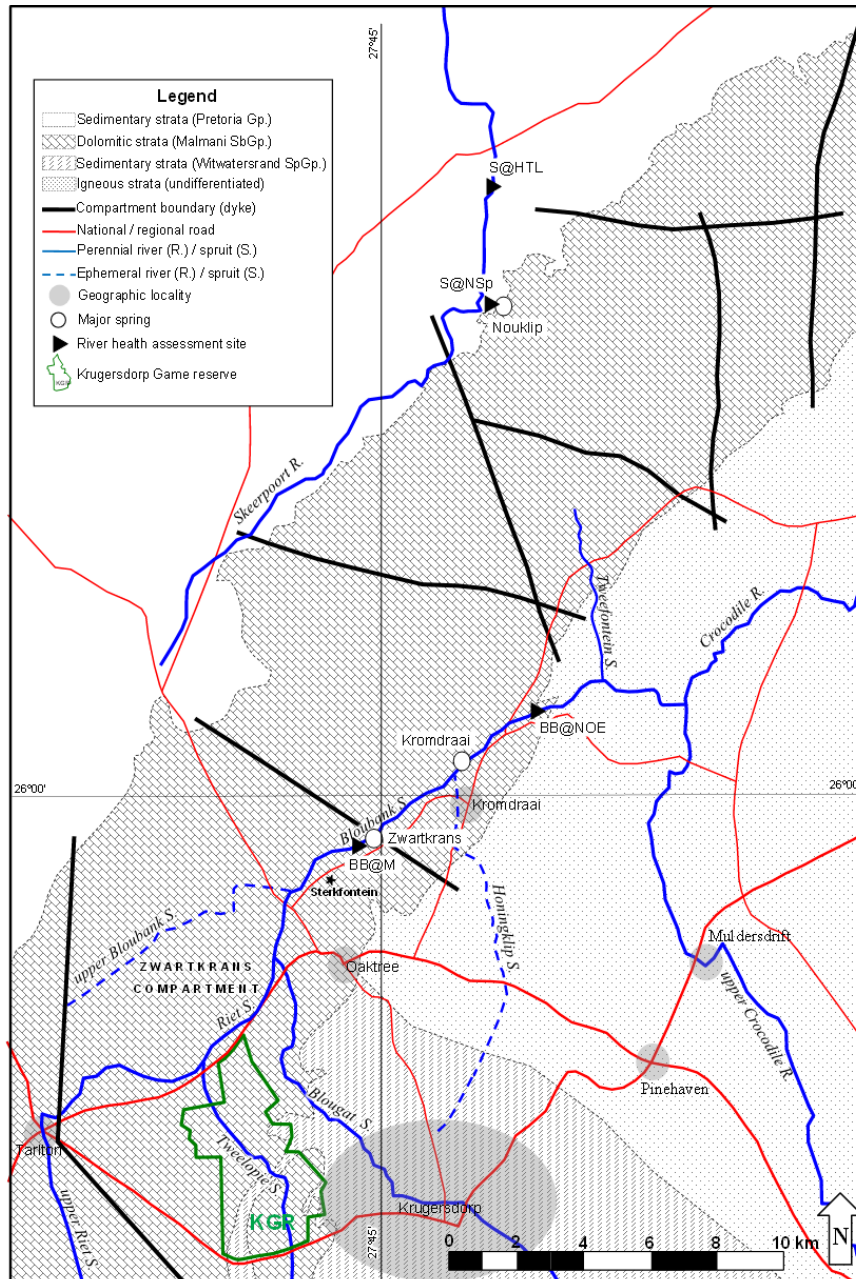 27°45'
Legend
Sedimentary strata (Pretoria Gp.)
Dolomitic strata (Malmani SbGp.)
Sedimentary strata (Witwatersrand SpGp.)
Igneous strata (undifferentiated)
Compartment boundary (dyke)
National / regional road
Perennial river (R.) / spruit (S.)
Ephemeral river (R.) / spruit (S.)
Geographic locality
Major spring
River health assessment site
KGR
Krugersdorp Game reserve
S@HTL
S@NSp
Nouklip
Skeerpoort R.
Tweefontein S.
Crocodile R.
BB@NOE
Kromdraai
26°00'
26°00'
Kromdraai
Bloubank S.
Zwartkrans
BB@M
Sterkfontein
Honingklip S.
upper Bloubank S.
Muldersdrift
ZWARTKRANS
COMPARTMENT
Oaktree
upper Crocodile R.
Riet S.
Pinehaven
Blougat S.
Tarlton
Tweelopie S.
upper Riet S
KGR
Krugersdorp
27°45'
0 2 4 6 8 10 km
N